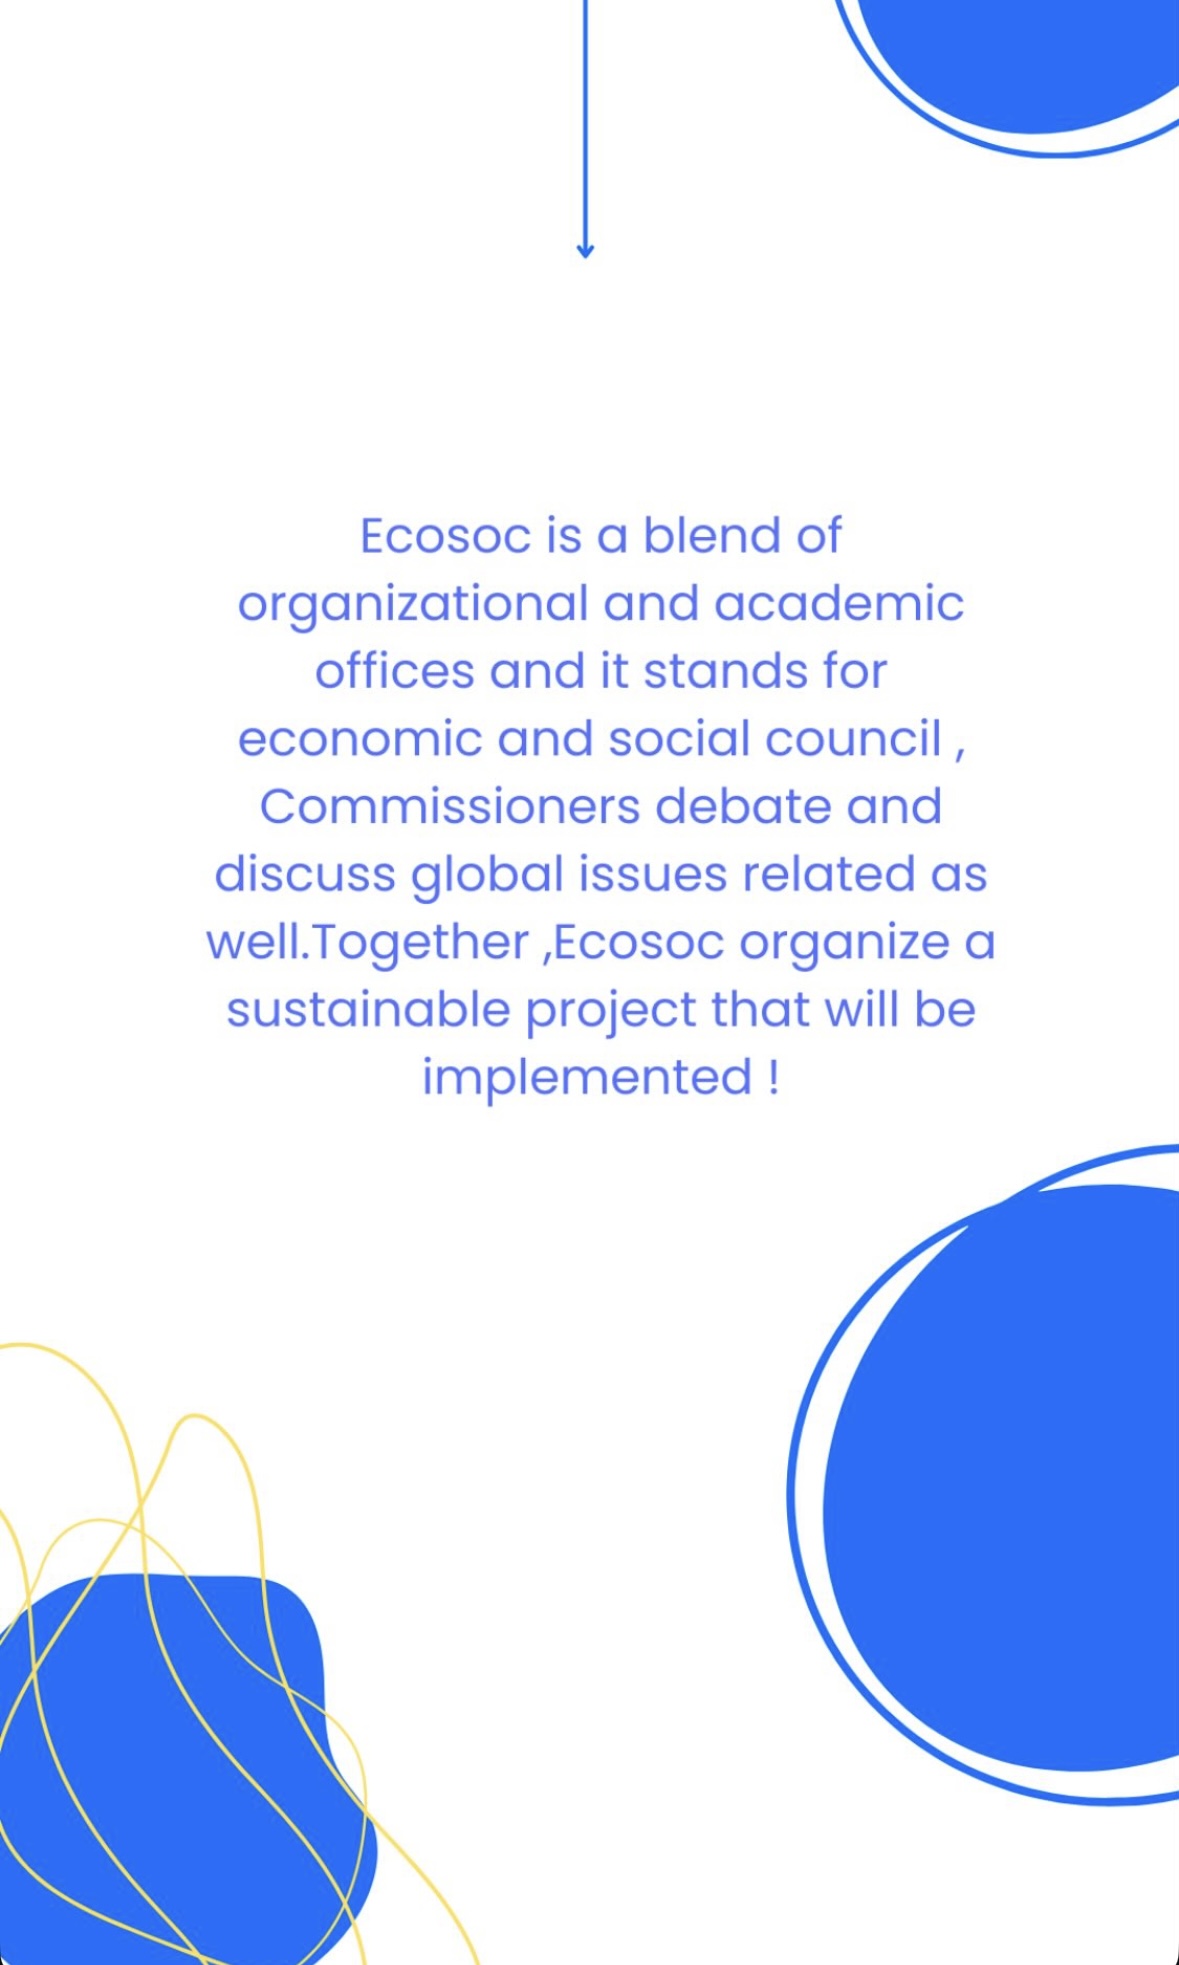 Ecosoc is a blend of
organizational and academic
offices and it stands for
economic and social council ,
Commissioners debate and
discuss global issues related as
well.Together ,Ecosoc organize a
sustainable project that will be
implemented !